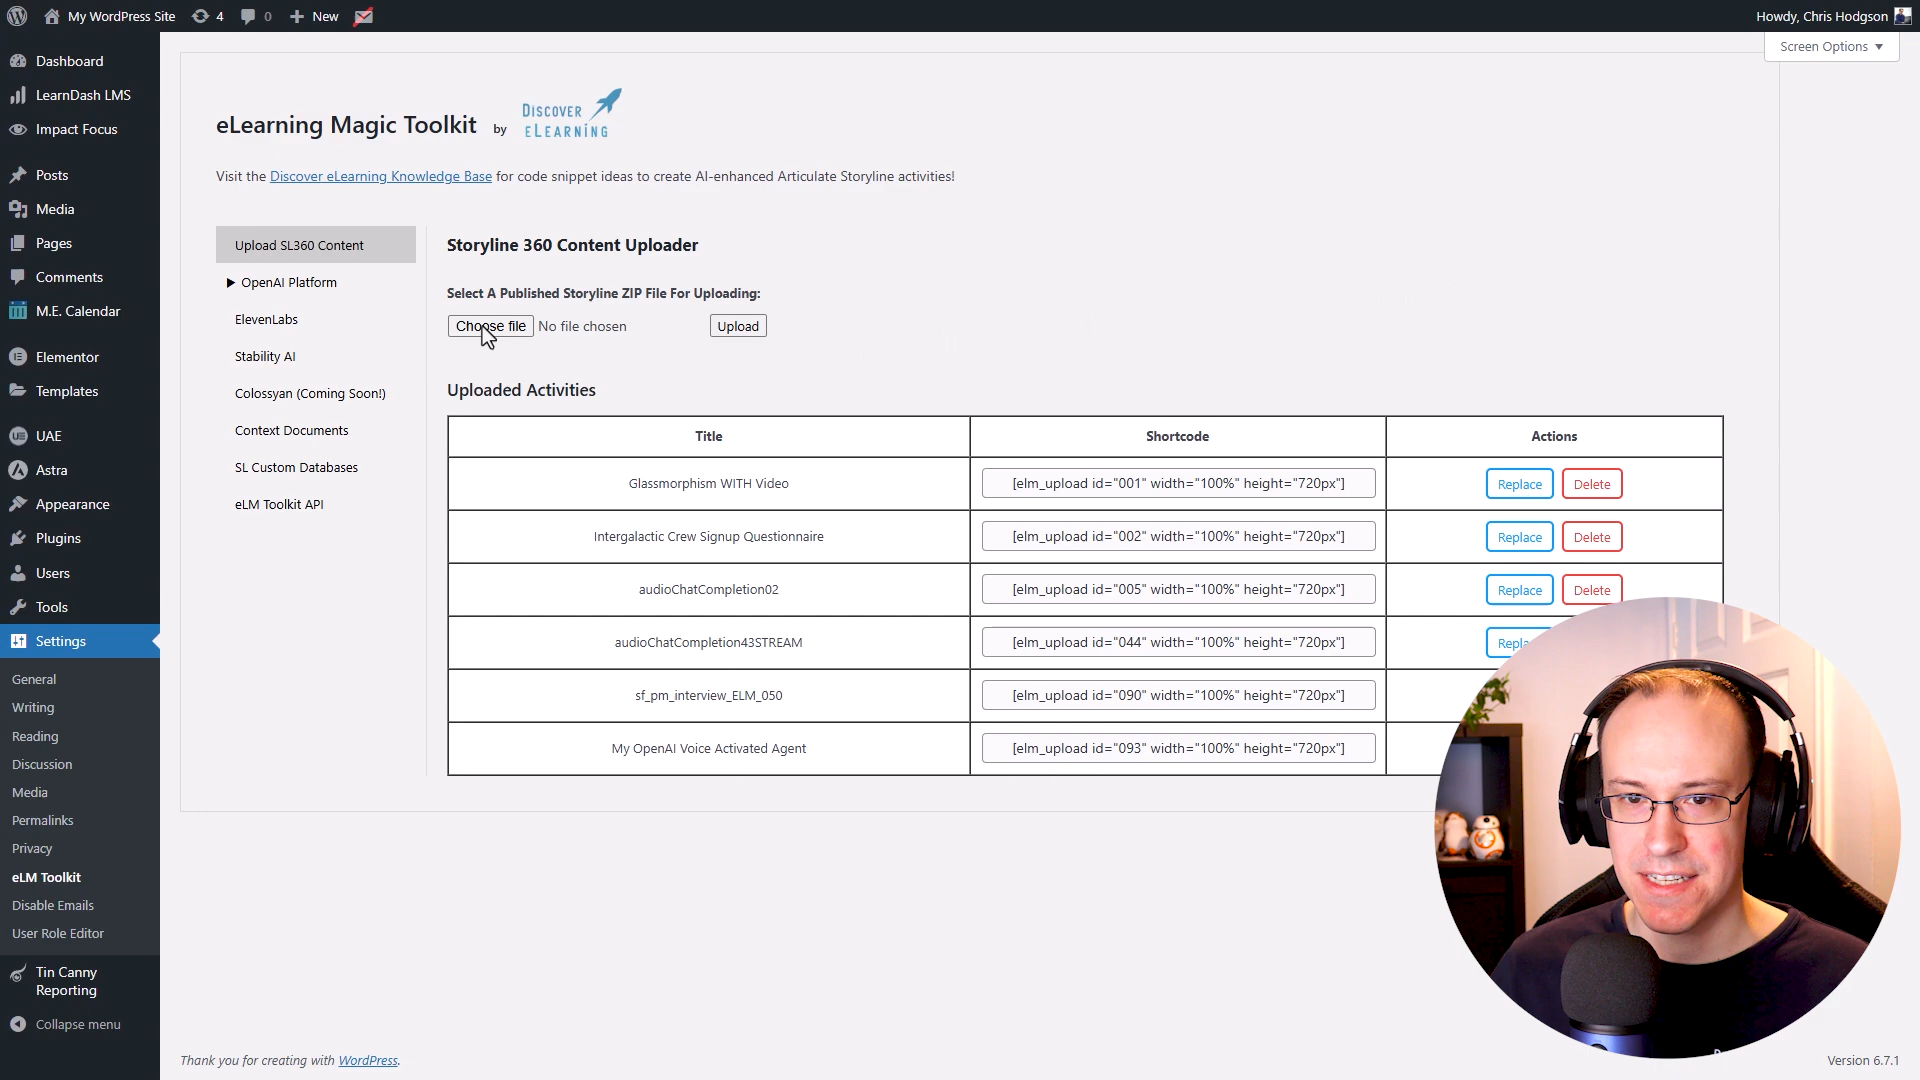 My WordPress Site
4
0
New
Howdy, Chris Hodgson
Screen Options
Dashboard
LearnDash LMS
Impact Focus
Posts
Media
Pages
Comments
M.E. Calendar
Elementor
Templates
UAE
Astra
Appearance
Plugins
Users
Tools
Settings
General
Writing
Reading
Discussion
Media
Permalinks
Privacy
eLM Toolkit
Disable Emails
User Role Editor
Tin Canny
Reporting
Collapse menu
eLearning Magic Toolkit by
DISCOVER
eLEARNING
Visit the Discover eLearning Knowledge Base for code snippet ideas to create AI-enhanced Articulate Storyline activities!
Upload SL360 Content
OpenAI Platform
ElevenLabs
Stability AI
Colossyan (Coming Soon!)
Context Documents
SL Custom Databases
eLM Toolkit API
Storyline 360 Content Uploader
Select A Published Storyline ZIP File For Uploading:
Choose file No file chosen Upload
Uploaded Activities
Title Shortcode Actions
Glassmorphism WITH Video [elm_upload id="001" width="100%" height="720px"] Replace Delete
Intergalactic Crew Signup Questionnaire [elm_upload id="002" width="100%" height="720px"] Replace Delete
audioChatCompletion02 [elm_upload id="005" width="100%" height="720px"] Replace Delete
audioChatCompletion43STREAM [elm_upload id="044" width="100%" height="720px"]
sf_pm_interview_ELM_050 [elm_upload id="090" width="100%" height="720px"]
My OpenAI Voice Activated Agent [elm_upload id="093" width="100%" height="720px"]
Thank you for creating with WordPress.
Version 6.7.1